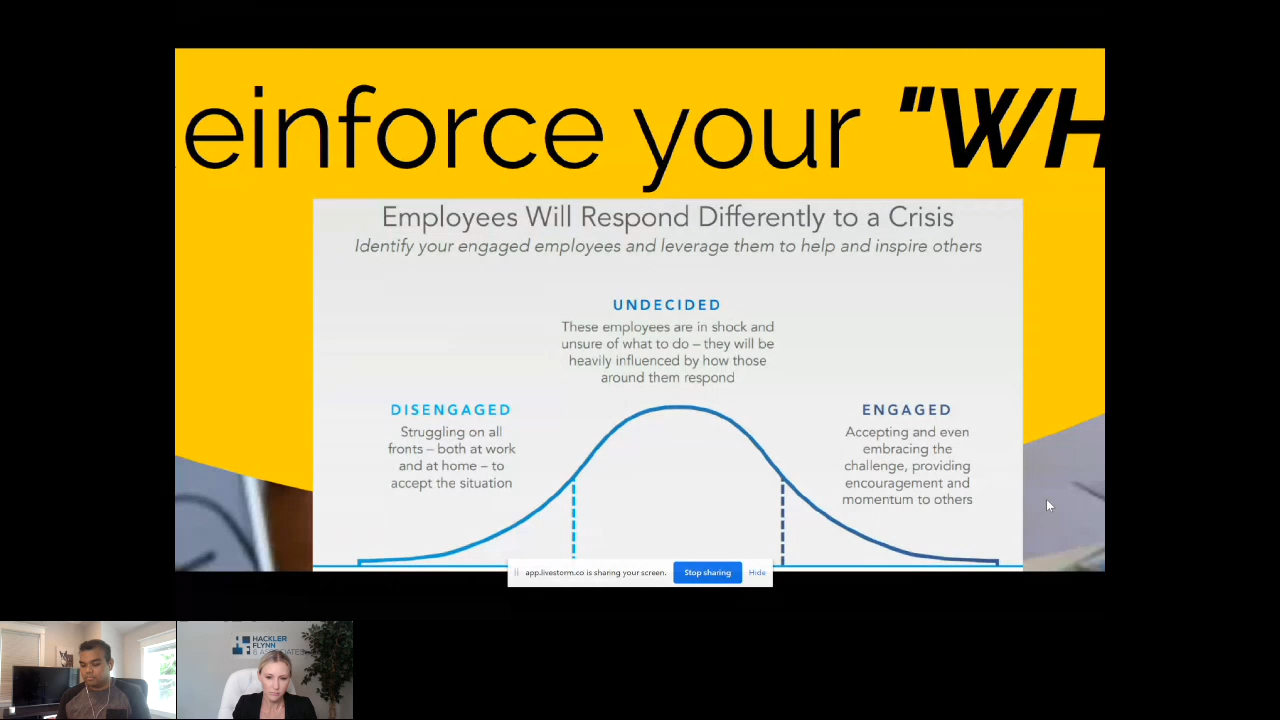 einforce your "WH
Employees Will Respond Differently to a Crisis
Identify your engaged employees and leverage them to help and inspire others
UNDECIDED
These employees are in shock and
unsure of what to do – they will be
heavily influenced by how those
around them respond
DISENGAGED
Struggling on all
fronts – both at work
and at home – to
accept the situation
ENGAGED
Accepting and even
embracing the
challenge, providing
encouragement and
momentum to others
app.livestorm.co is sharing your screen.
Stop sharing
Hide
HACKLER
FLYNN
& ASSOCIATES